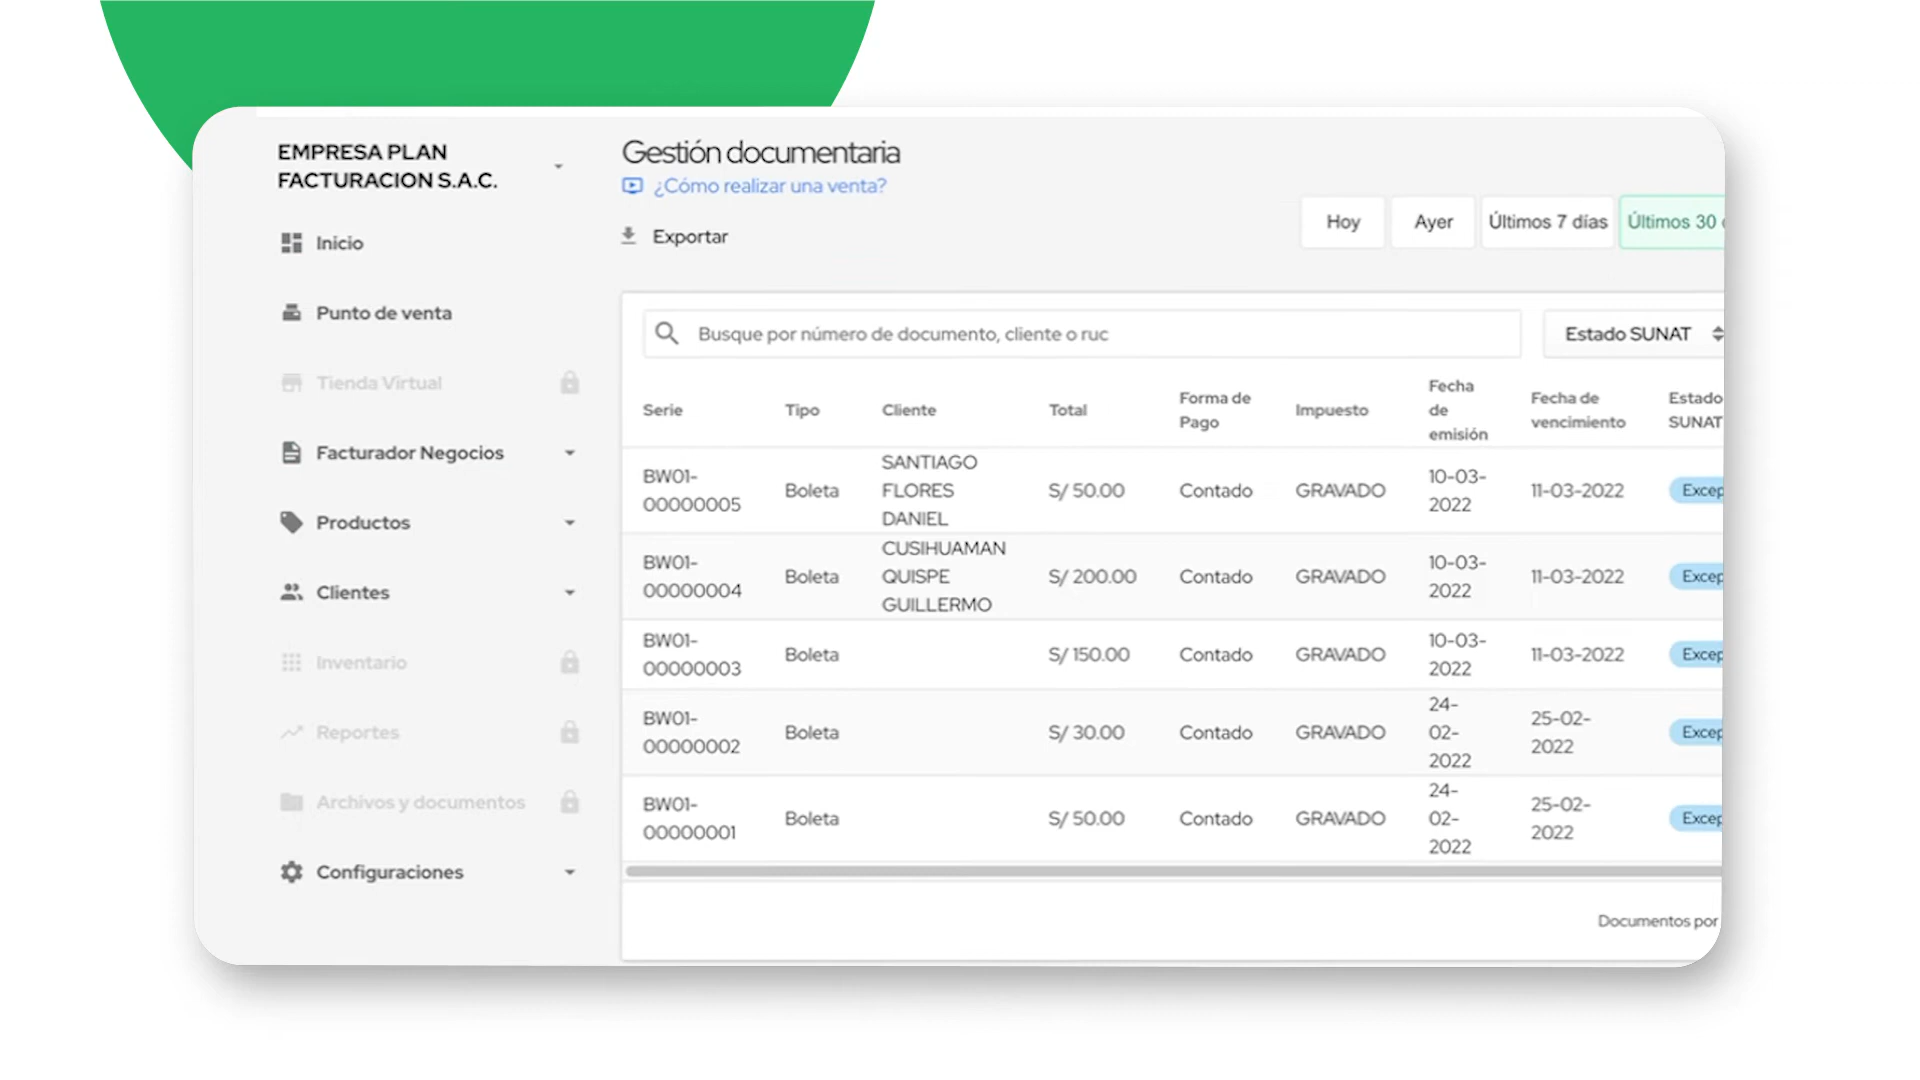 EMPRESA PLAN
FACTURACION S.A.C.
Inicio
Punto de venta
Tienda Virtual
Facturador Negocios
Productos
Clientes
Inventario
Reportes
Archivos y documentos
Configuraciones
Gestión documentaria
¿Cómo realizar una venta?
Exportar
Hoy
Ayer
Últimos 7 días
Últimos 30
Busque por número de documento, cliente o ruc
Estado SUNAT
Serie
Tipo
Cliente
Total
Forma de
Pago
Impuesto
Fecha
de
emisión
Fecha de
vencimiento
Estado
SUNAT
BW01-
00000005
Boleta
SANTIAGO
FLORES
DANIEL
S/ 50.00
Contado
GRAVADO
10-03-
2022
11-03-2022
Excep
BW01-
00000004
Boleta
CUSIHUAMAN
QUISPE
GUILLERMO
S/ 200.00
Contado
GRAVADO
10-03-
2022
11-03-2022
Excep
BW01-
00000003
Boleta
S/ 150.00
Contado
GRAVADO
10-03-
2022
11-03-2022
Excep
BW01-
00000002
Boleta
S/ 30.00
Contado
GRAVADO
24-
02-
2022
25-02-
2022
Excep
BW01-
00000001
Boleta
S/ 50.00
Contado
GRAVADO
24-
02-
2022
25-02-
2022
Excep
Documentos por